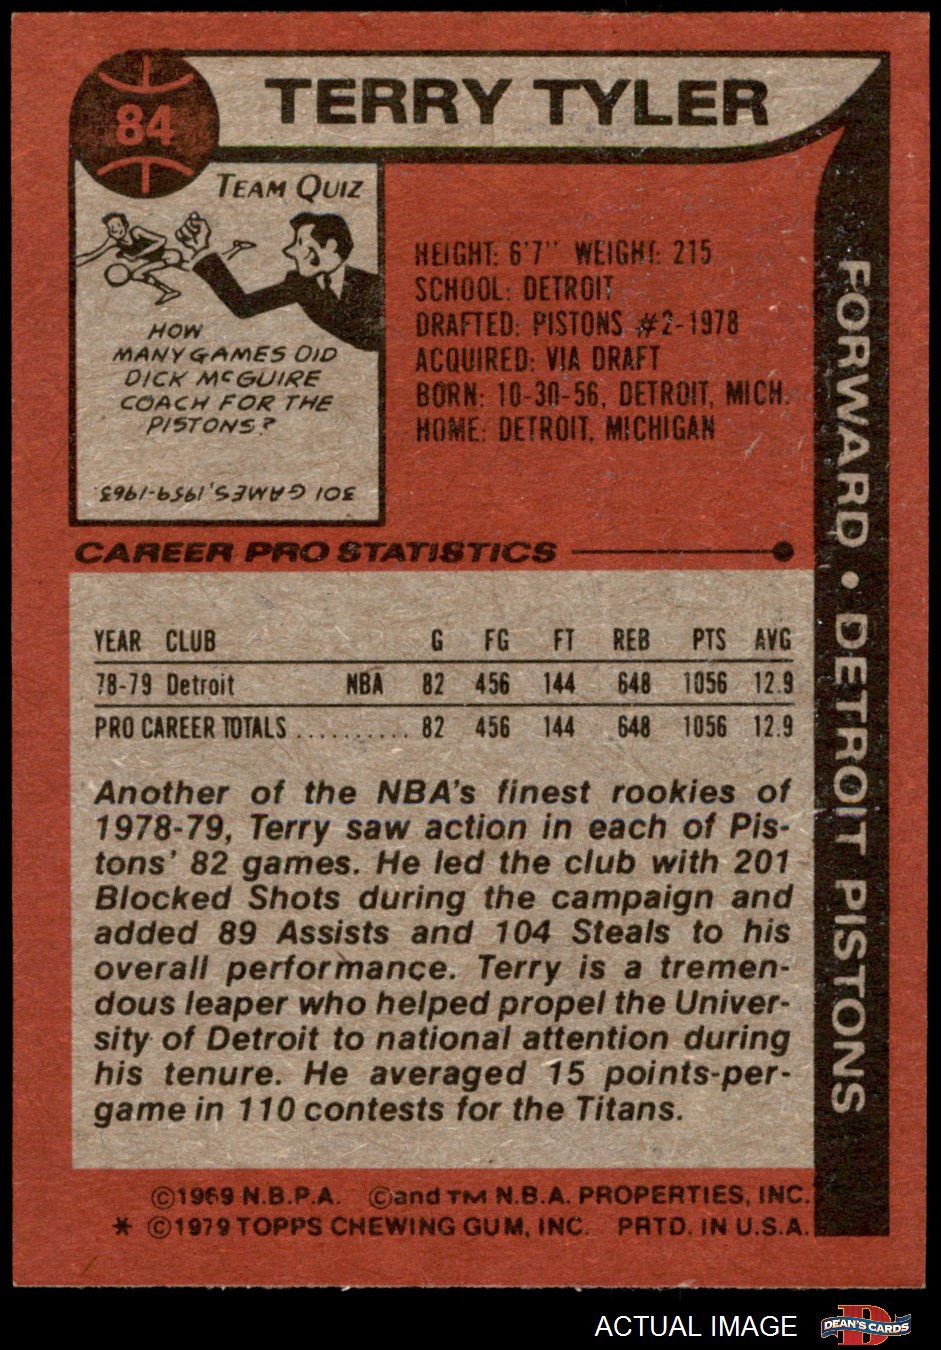 84
TERRY TYLER
TEAM QUIZ
HOW
MANY GAMES DID
DICK McGUIRE
COACH FOR THE
PISTONS?
301 GAMES, 1959-1963
HEIGHT: 6'7" WEIGHT: 215
SCHOOL: DETROIT
DRAFTED: PISTONS #2-1978
ACQUIRED: VIA DRAFT
BORN: 10-30-56, DETROIT, MICH.
HOME: DETROIT, MICHIGAN
FORWARD • DETROIT PISTONS
CAREER PRO STATISTICS
YEAR CLUB G FG FT REB PTS AVG
78-79 Detroit NBA 82 456 144 648 1056 12.9
PRO CAREER TOTALS .......... 82 456 144 648 1056 12.9
Another of the NBA's finest rookies of
1978-79, Terry saw action in each of Pis-
tons' 82 games. He led the club with 201
Blocked Shots during the campaign and
added 89 Assists and 104 Steals to his
overall performance. Terry is a tremen-
dous leaper who helped propel the Univer-
sity of Detroit to national attention during
his tenure. He averaged 15 points-per-
game in 110 contests for the Titans.
©1969 N.B.P.A. ©and TM N.B.A. PROPERTIES, INC.
* ©1979 TOPPS CHEWING GUM, INC. PRTD. IN U.S.A.
ACTUAL IMAGE
DEAN'S CARDS